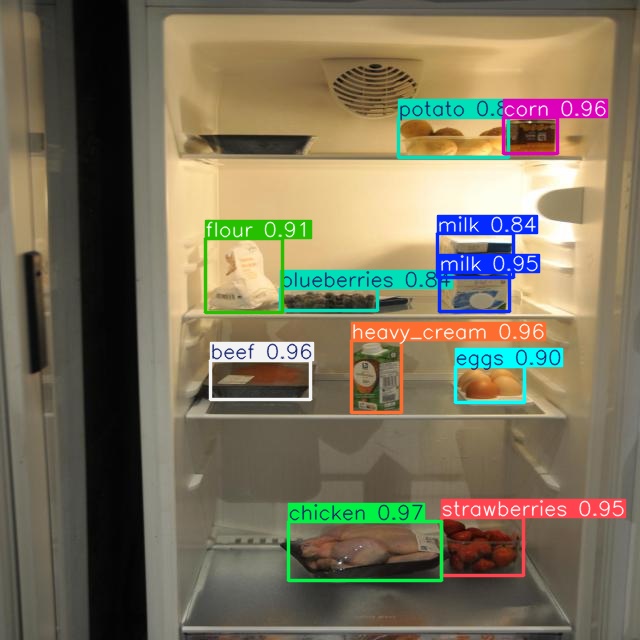 potato 0.8
corn 0.96
flour 0.91
milk 0.84
blueberries 0.84
milk 0.95
heavy_cream 0.96
beef 0.96
eggs 0.90
chicken 0.97
strawberries 0.95